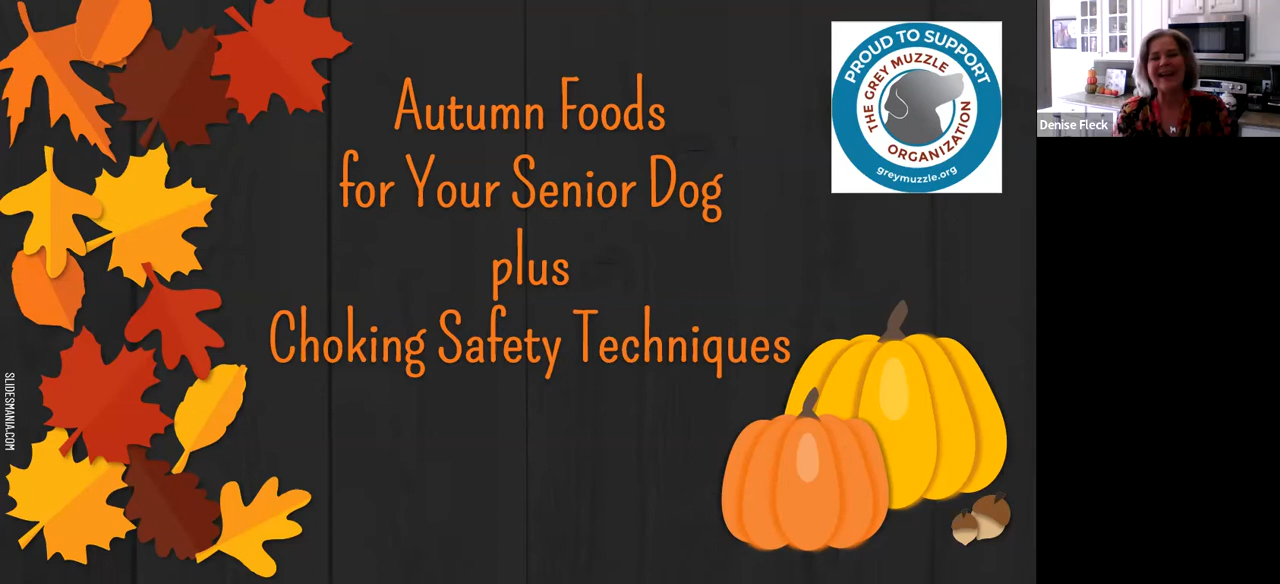 Autumn Foods
for Your Senior Dog
plus
Choking Safety Techniques
PROUD TO SUPPORT
THE GREY MUZZLE
ORGANIZATION
greymuzzle.org
Denise Fleck
SLIDESMANIA.COM